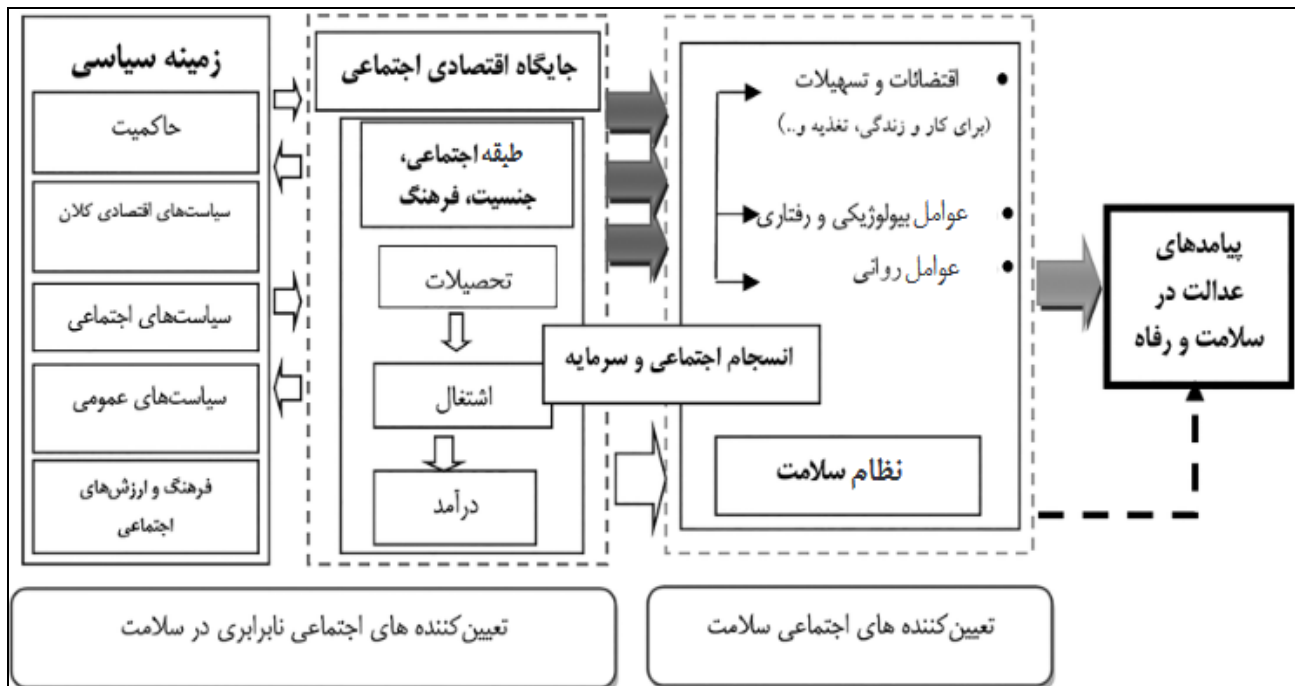 زمینه سیاسی
حاکمیت
سیاست‌های اقتصادی کلان
سیاست‌های اجتماعی
سیاست‌های عمومی
فرهنگ و ارزش‌های
اجتماعی
جایگاه اقتصادی اجتماعی
طبقه اجتماعی،
جنسیت، فرهنگ
تحصیلات
اشتغال
درآمد
انسجام اجتماعی و سرمایه
اقتضائات و تسهیلات
(برای کار و زندگی، تغذیه و..)
عوامل بیولوژیکی و رفتاری
عوامل روانی
نظام سلامت
پیامدهای
عدالت در
سلامت و رفاه
تعیین‌کننده های اجتماعی نابرابری در سلامت
تعیین‌کننده های اجتماعی سلامت